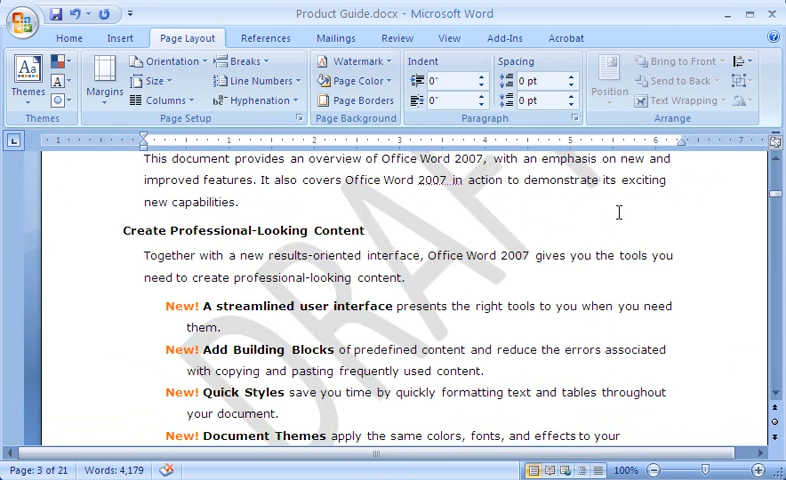 Product Guide.docx - Microsoft Word
Home Insert Page Layout References Mailings Review View Add-Ins Acrobat
Themes
Themes
Margins
Orientation
Size
Columns
Breaks
Line Numbers
Hyphenation
Page Setup
Watermark
Page Color
Page Borders
Page Background
Indent
0"
0"
Spacing
0 pt
0 pt
Paragraph
Position
Bring to Front
Send to Back
Text Wrapping
Arrange
1 1 2 3 4 5 6 7
This document provides an overview of Office Word 2007, with an emphasis on new and
improved features. It also covers Office Word 2007 in action to demonstrate its exciting
new capabilities.
Create Professional-Looking Content
Together with a new results-oriented interface, Office Word 2007 gives you the tools you
need to create professional-looking content.
New! A streamlined user interface presents the right tools to you when you need
them.
New! Add Building Blocks of predefined content and reduce the errors associated
with copying and pasting frequently used content.
New! Quick Styles save you time by quickly formatting text and tables throughout
your document.
New! Document Themes apply the same colors, fonts, and effects to your
DRAFT
Page: 3 of 21 Words: 4,179 100%